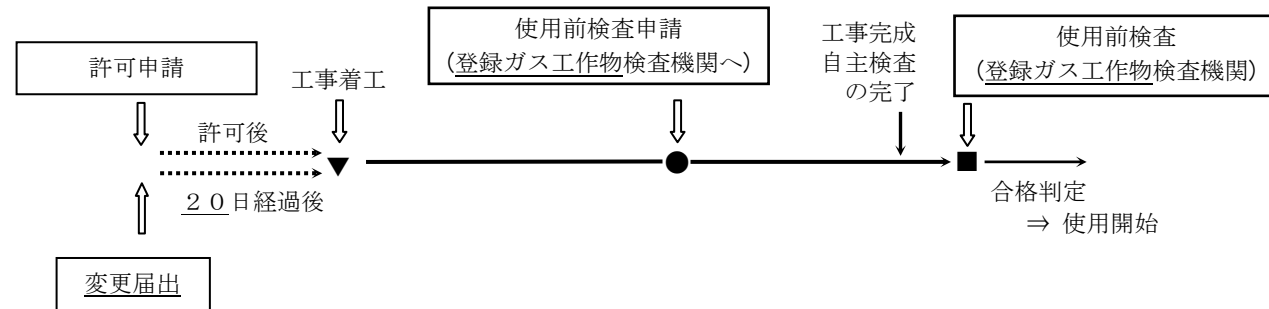 許可申請
工事着工
使用前検査申請
(登録ガス工作物検査機関へ)
工事完成
自主検査
の完了
使用前検査
(登録ガス工作物検査機関)
許可後
２０日経過後
合格判定
⇒ 使用開始
変更届出